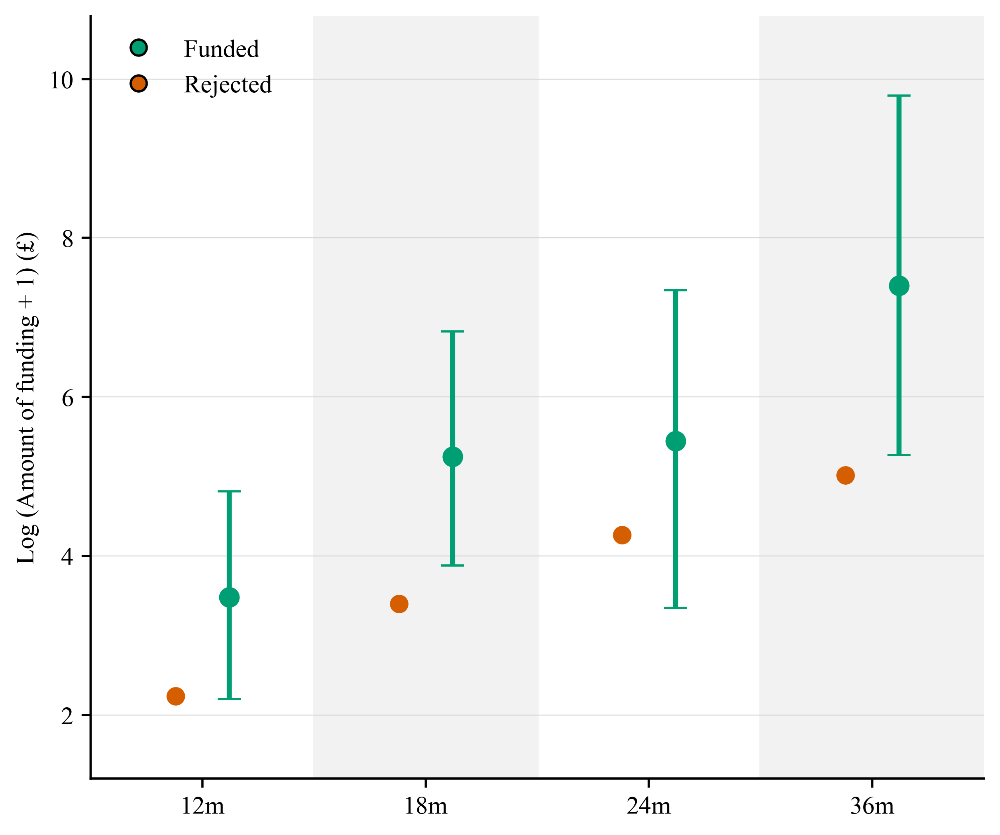 Funded
Rejected
10
8
6
4
2
Log (Amount of funding + 1) (£)
12m
18m
24m
36m